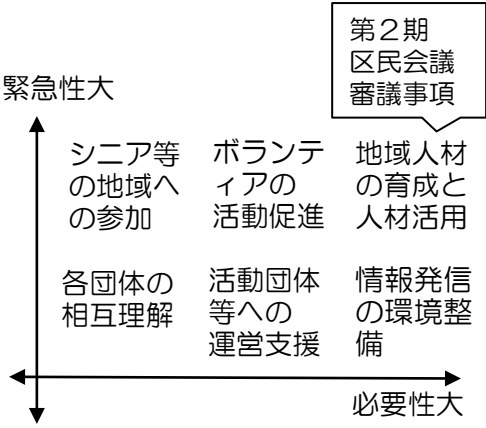 第２期
区民会議
審議事項
緊急性大
シニア等
の地域へ
の参加
ボランテ
ィアの
活動促進
地域人材
の育成と
人材活用
各団体の
相互理解
活動団体
等への
運営支援
情報発信
の環境整
備
必要性大